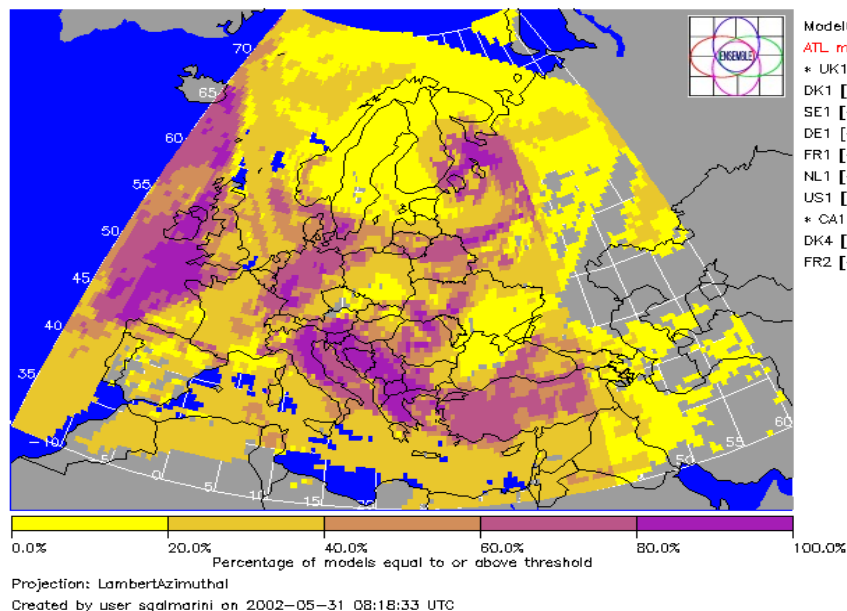 Model
ATL m
* UK1
DK1 [
SE1 [
DE1 [
FR1 [
NL1 [
US1 [
* CA1
DK4 [
FR2 [
ENSEMBLE
70
65
60
55
50
45
40
35
-10
0
5
10
15
20
50
55
60
0.0%
20.0%
40.0%
60.0%
80.0%
100.0%
Percentage of models equal to or above threshold
Projection: LambertAzimuthal
Created by user sgalmarini on 2002-05-31 08:18:33 UTC